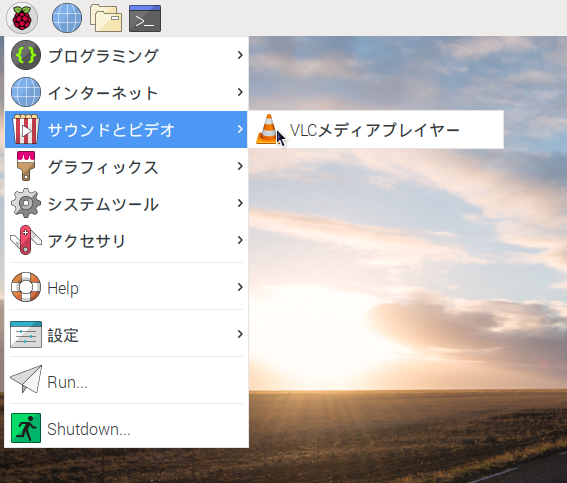 プログラミング
インターネット
サウンドとビデオ
VLCメディアプレイヤー
グラフィックス
システムツール
アクセサリ
Help
設定
Run...
Shutdown...